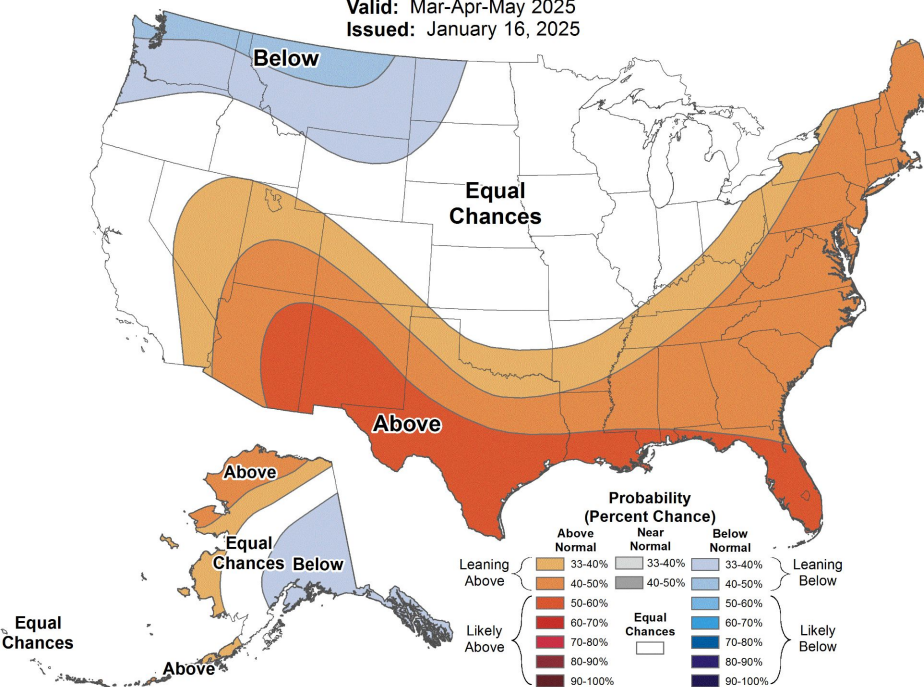 Valid: Mar-Apr-May 2025
Issued: January 16, 2025
Below
Equal
Chances
Above
Above
Equal
Chances
Below
Equal
Chances
Above
Probability
(Percent Chance)
Above
Normal
Near
Normal
Below
Normal
Leaning
Above
33-40%
40-50%
33-40%
40-50%
33-40%
40-50%
Leaning
Below
Likely
Above
50-60%
60-70%
70-80%
80-90%
90-100%
Equal
Chances
50-60%
60-70%
70-80%
80-90%
90-100%
Likely
Below